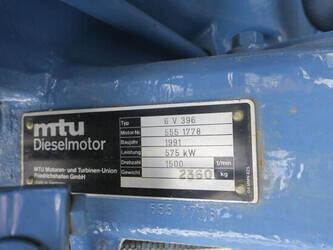 mtu
Dieselmotor
MTU Motoren- und Turbinen-Union
Friedrichshafen GmbH
Typ 6 V 396
Motor-Nr. 555 1778
Baujahr 1991
Leistung 575 kW
Drehzahl 1500 1/min
Gewicht 2360 kg
555